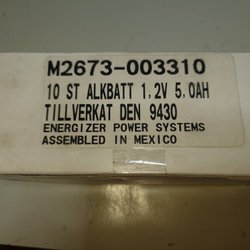 M2673-003310
10 ST ALKBATT 1.2V 5.0AH
TILLVERKAT DEN 9430
ENERGIZER POWER SYSTEMS
ASSEMBLED IN MEXICO